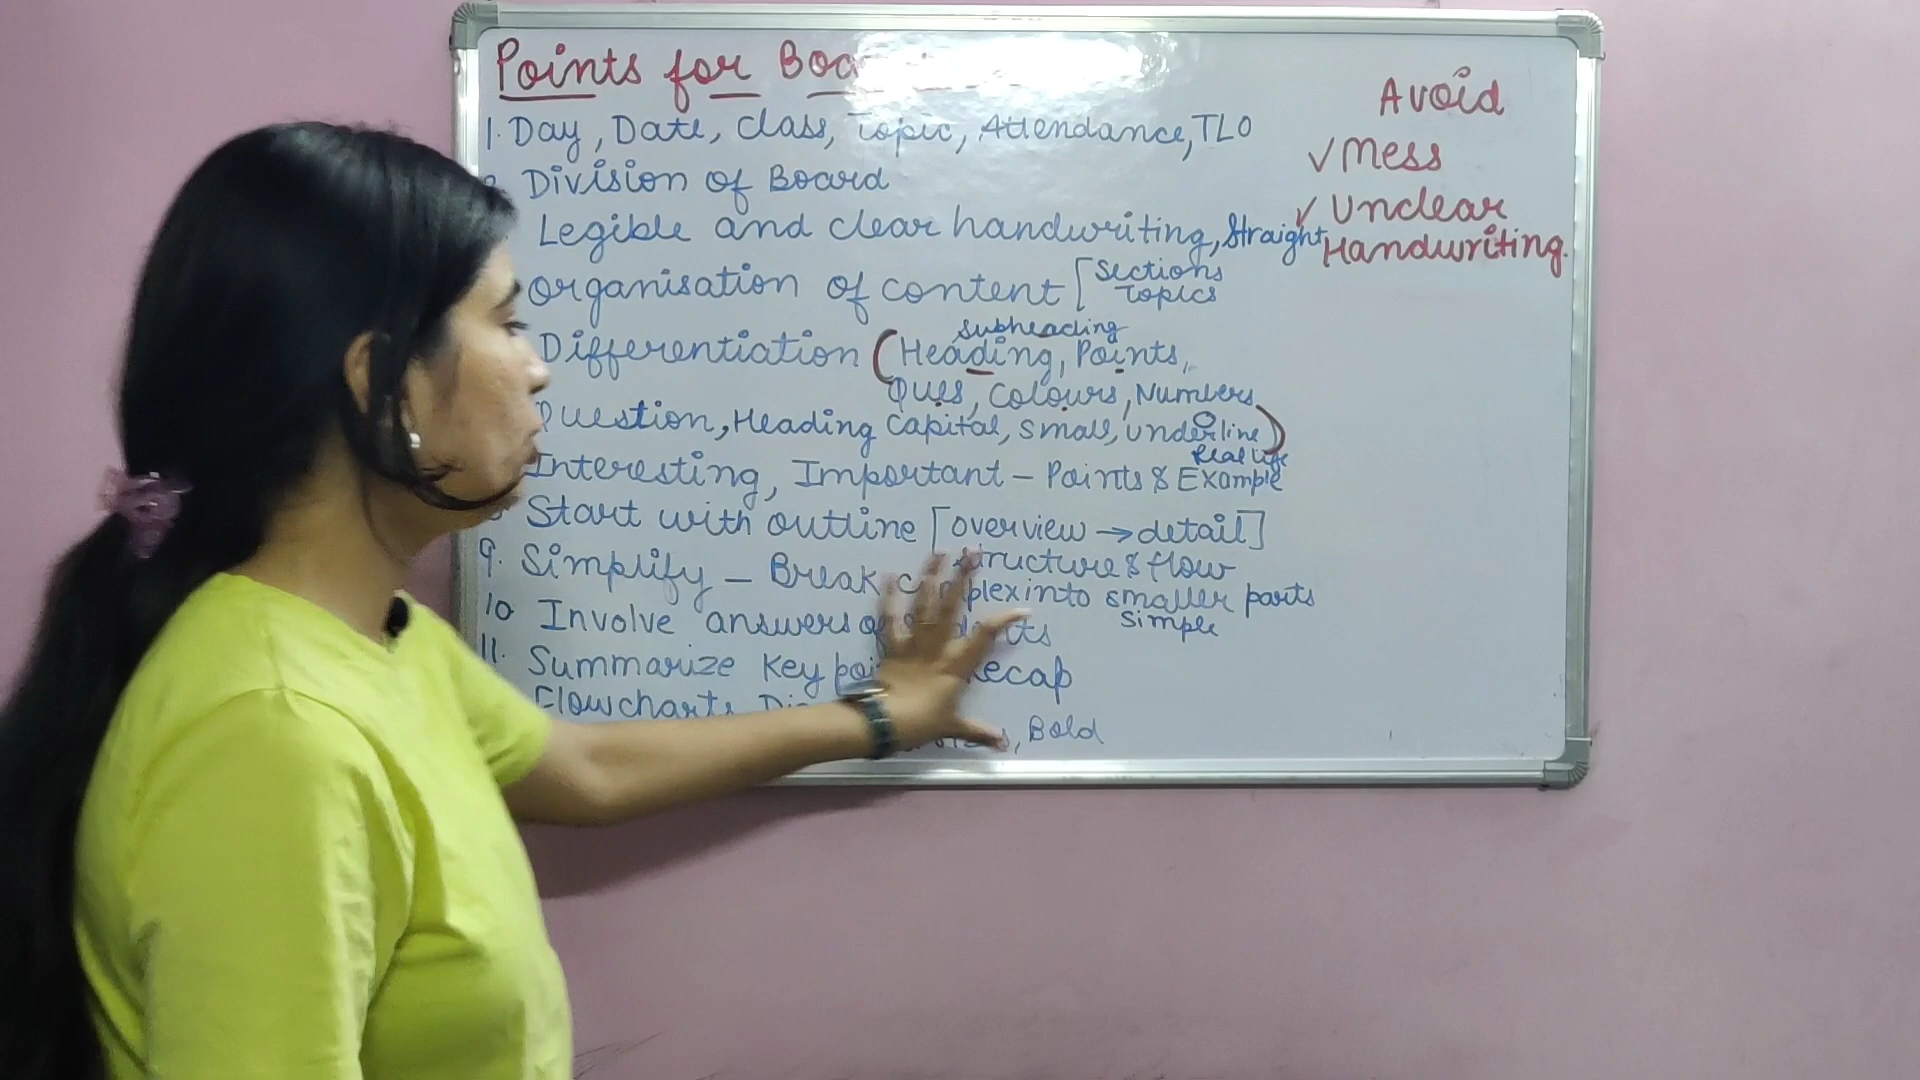 Points for
Avoid
1. Day, Date, Class, Topic, Attendance, TLO
✓ Mess
Division of Board
✓ Unclear
Handwriting.
Legible and clear handwriting, Straight
Organisation of content [ Sections
Topics
subheading
Differentiation ( Heading, Points,
Ques, Colours, Numbers
Question, Heading Capital, small, underline )
Real life
Interesting, Important - Points & Example
Start with outline [overview → detail]
structure & flow
9. Simplify - Break complex into smaller parts
simple
10 Involve answers of students
11. Summarize Key Recap
Flowcharts
, Bold